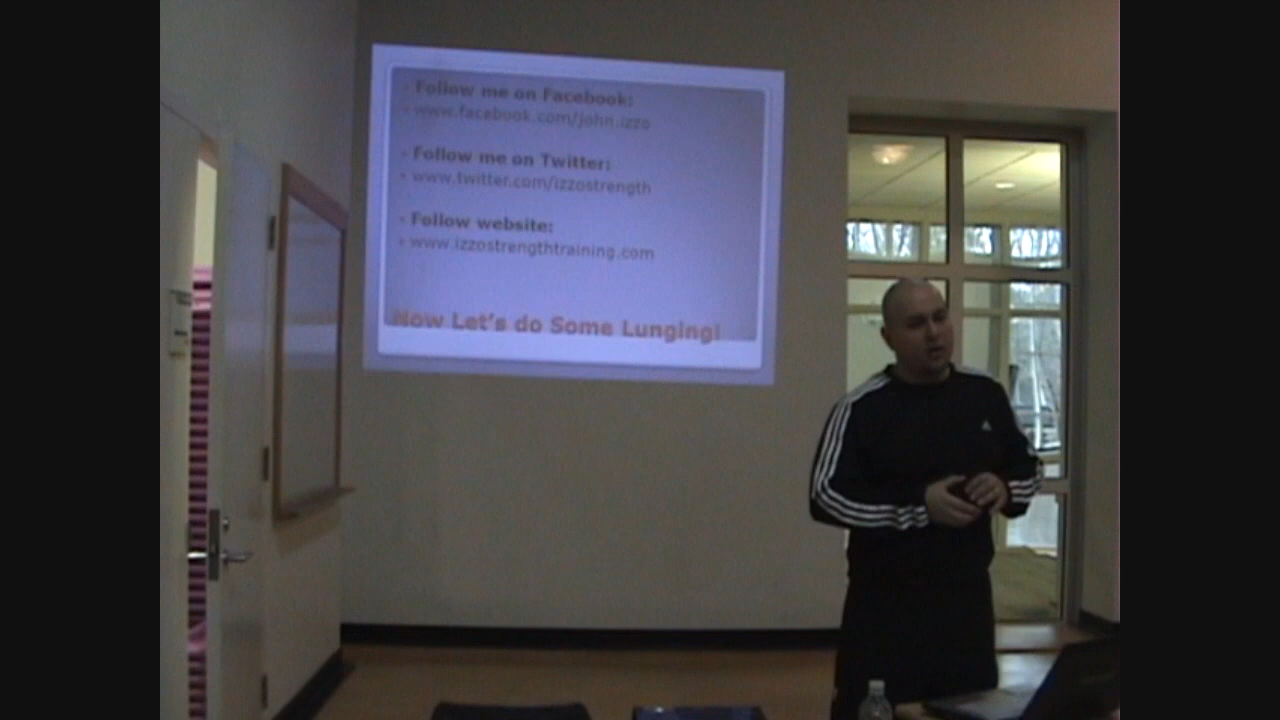 - Follow me on Facebook:
- www.facebook.com/john.izzo
- Follow me on Twitter:
- www.twitter.com/izzostrength
- Follow website:
- www.izzostrengthtraining.com
Now Let's do Some Lunging!